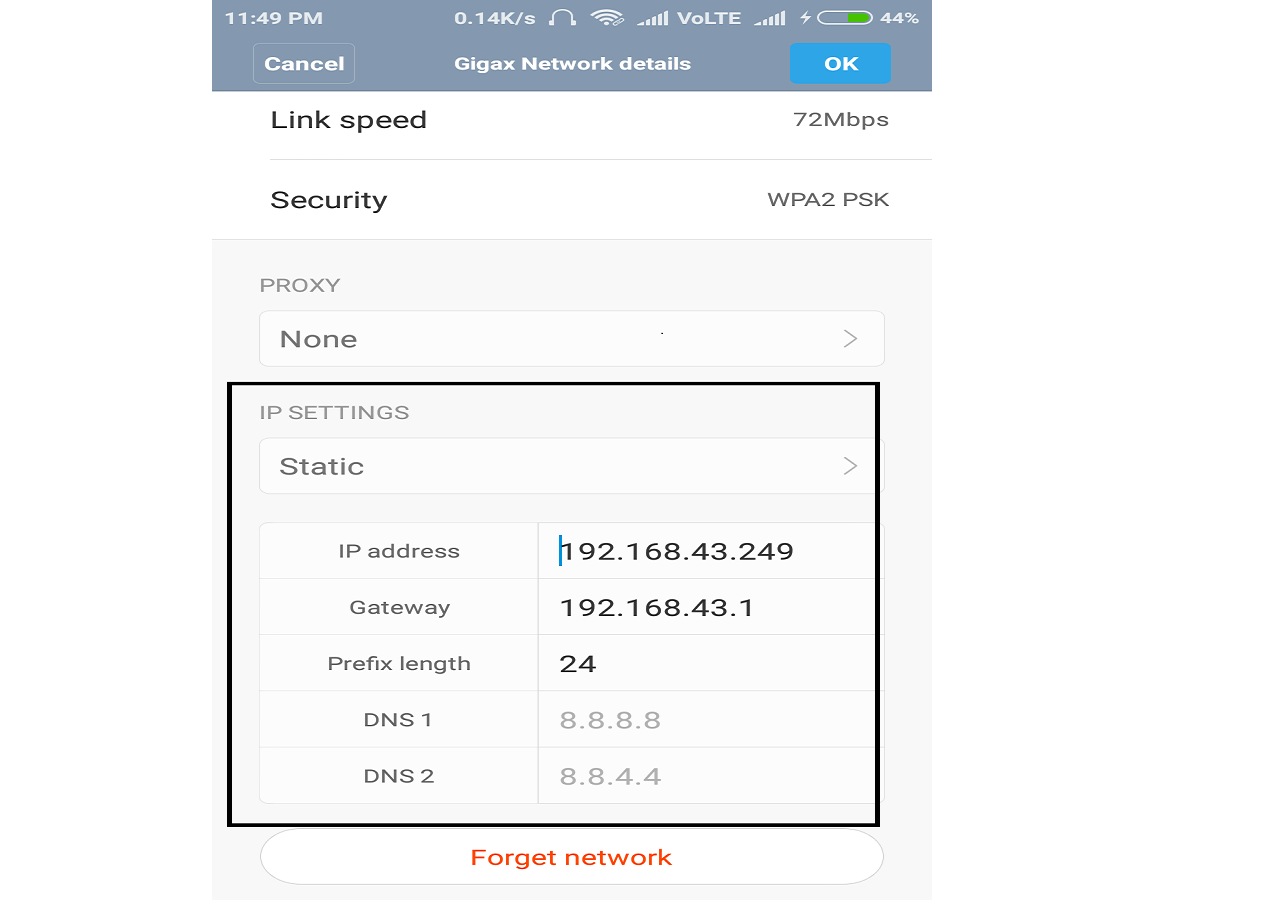 11:49 PM 0.14K/s VoLTE 44%
Cancel Gigax Network details OK
Link speed 72Mbps
Security WPA2 PSK
PROXY
None
IP SETTINGS
Static
IP address 192.168.43.249
Gateway 192.168.43.1
Prefix length 24
DNS 1 8.8.8.8
DNS 2 8.8.4.4
Forget network